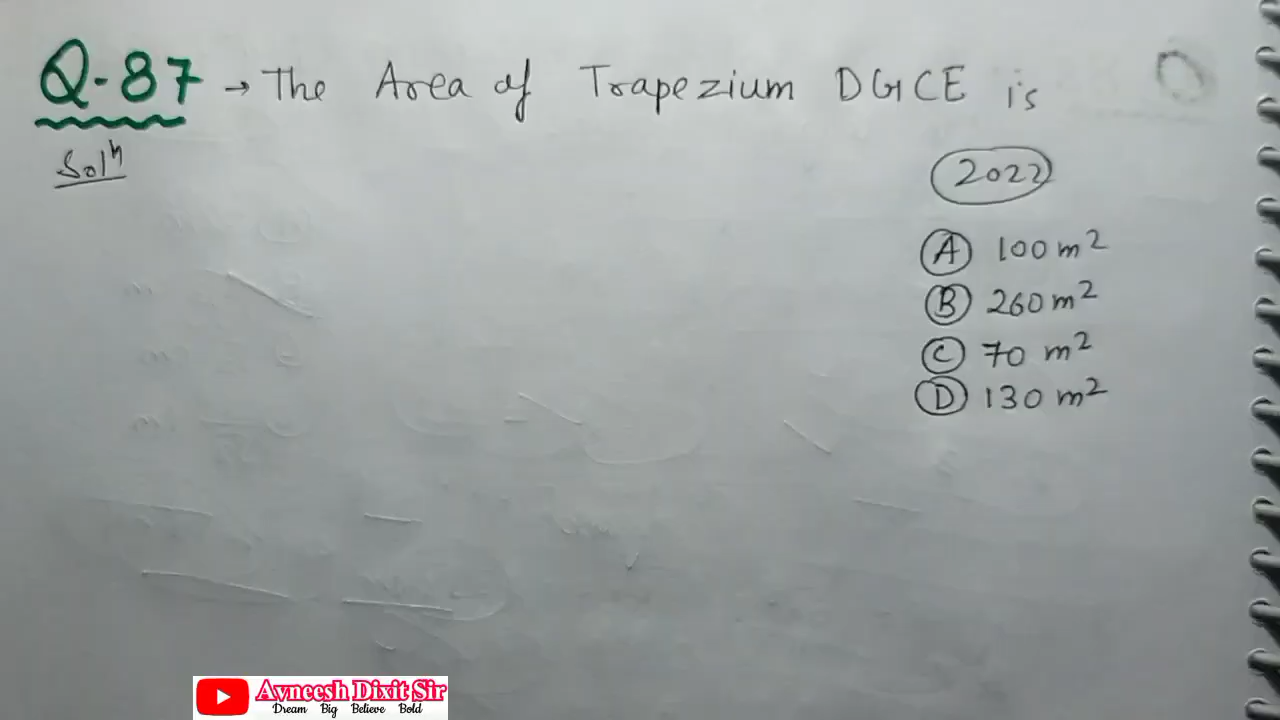 Q-87 → The Area of Trapezium DGCE is
Solⁿ
2022
(A) 100 m²
(B) 260 m²
(C) 70 m²
(D) 130 m²
Avneesh Dixit Sir
Dream Big Believe Bold